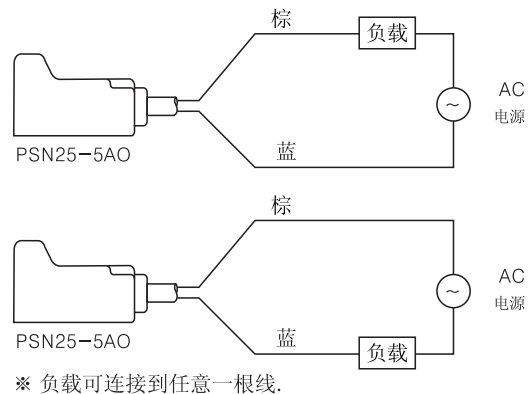 棕
负载
AC
电源
蓝
PSN25-5AO
棕
AC
电源
蓝
负载
PSN25-5AO
※ 负载可连接到任意一根线.